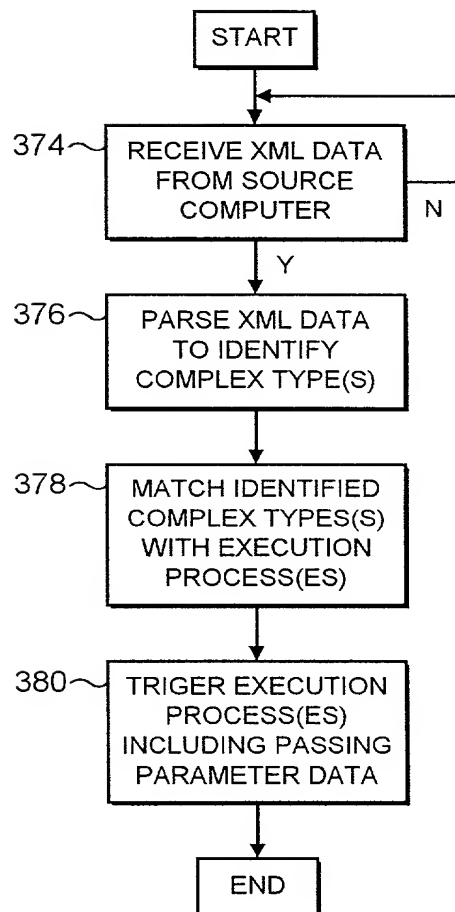 START
374
RECEIVE XML DATA
FROM SOURCE
COMPUTER
N
Y
376
PARSE XML DATA
TO IDENTIFY
COMPLEX TYPE(S)
378
MATCH IDENTIFIED
COMPLEX TYPES(S)
WITH EXECUTION
PROCESS(ES)
380
TRIGER EXECUTION
PROCESS(ES)
INCLUDING PASSING
PARAMETER DATA
END